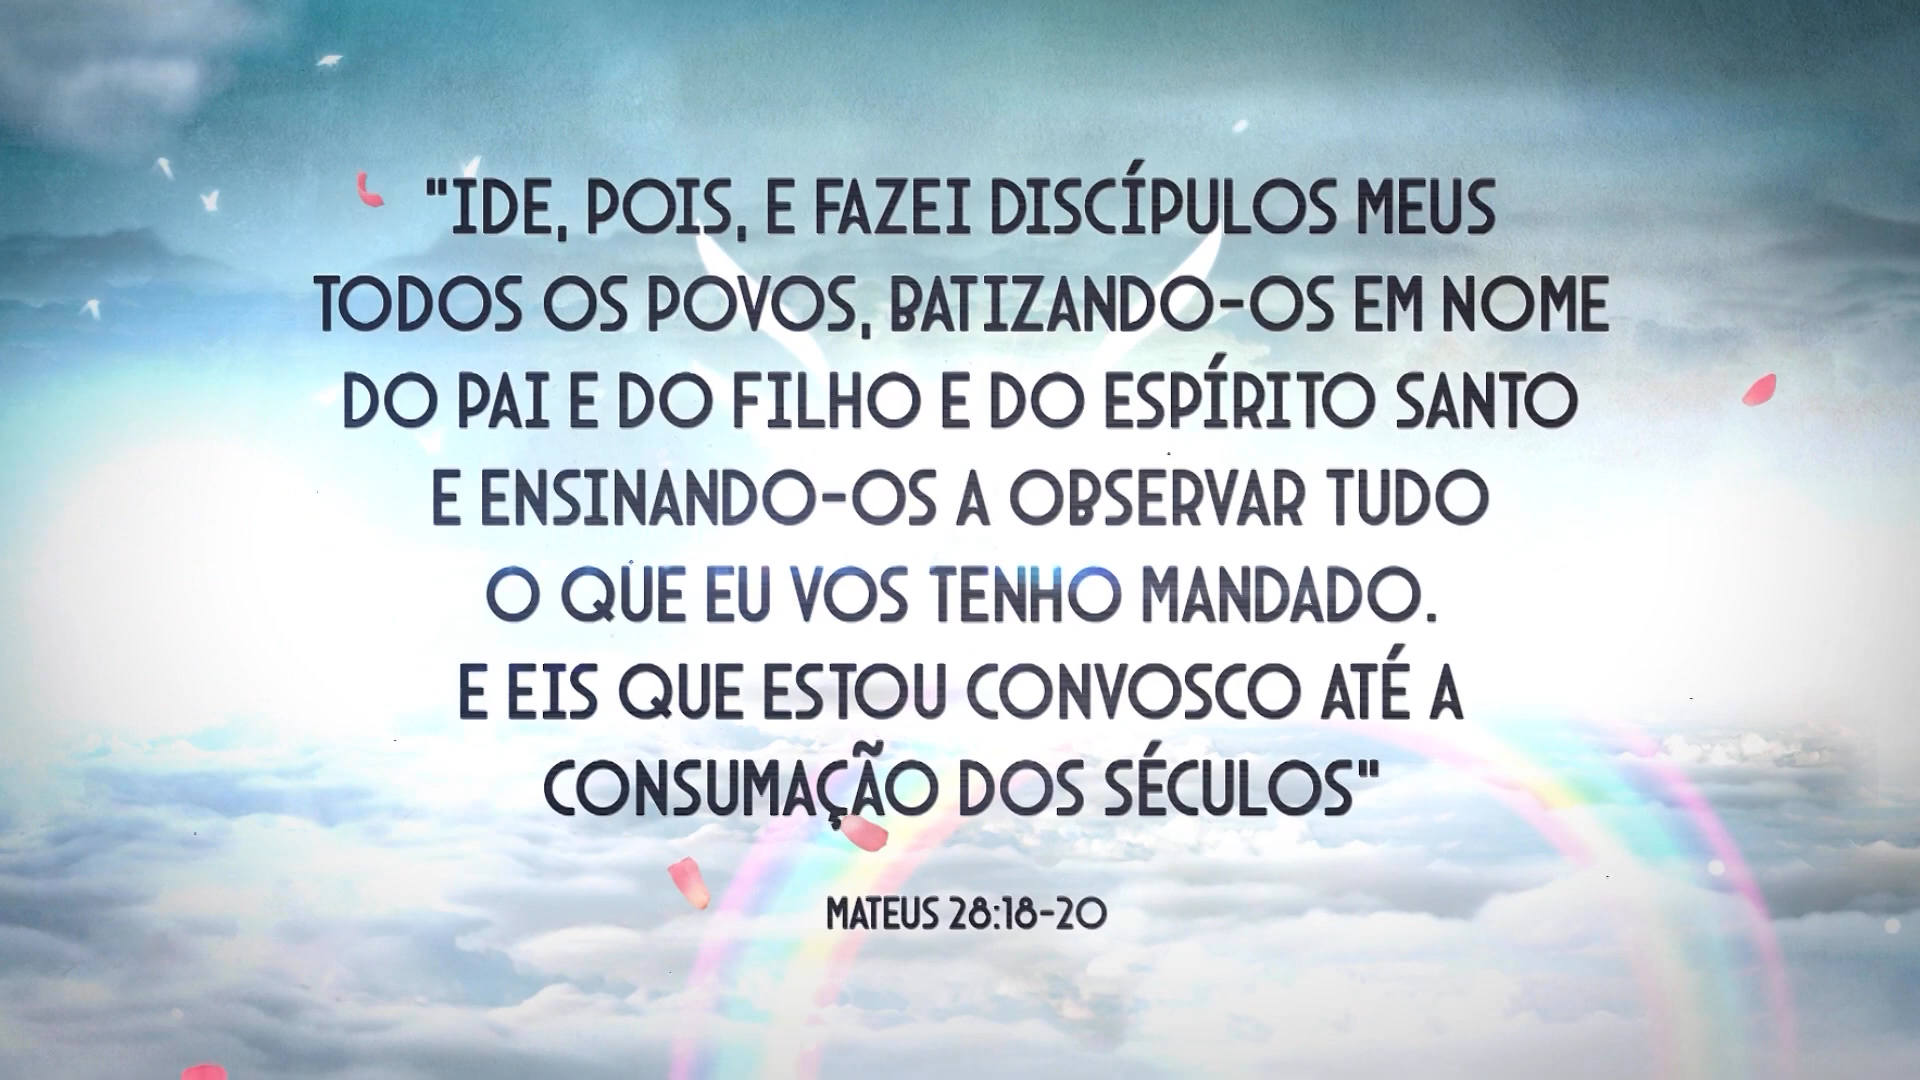 "IDE, POIS, E FAZEI DISCÍPULOS MEUS
TODOS OS POVOS, BATIZANDO-OS EM NOME
DO PAI E DO FILHO E DO ESPÍRITO SANTO
E ENSINANDO-OS A OBSERVAR TUDO
O QUE EU VOS TENHO MANDADO.
E EIS QUE ESTOU CONVOSCO ATÉ A
CONSUMAÇÃO DOS SÉCULOS"
MATEUS 28:18-20